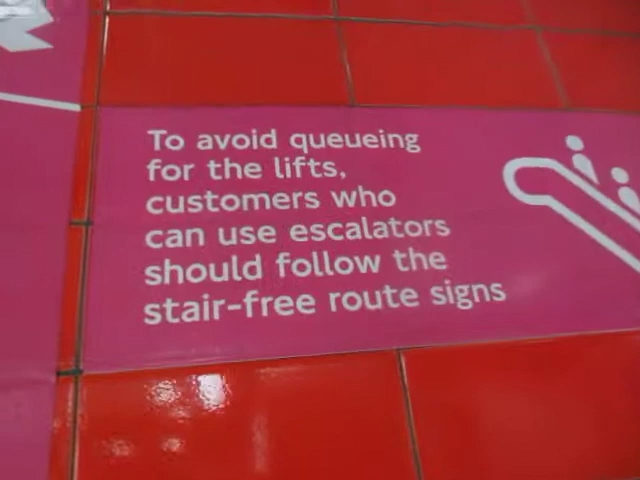 To avoid queueing
for the lifts,
customers who
can use escalators
should follow the
stair-free route signs